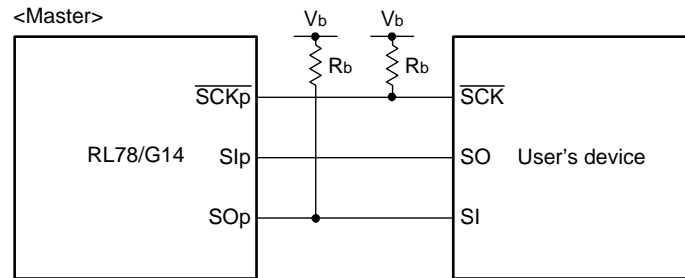 <Master>
Vb Vb
Rb Rb
SCKp SCK
RL78/G14 SIp SO User's device
SOp SI